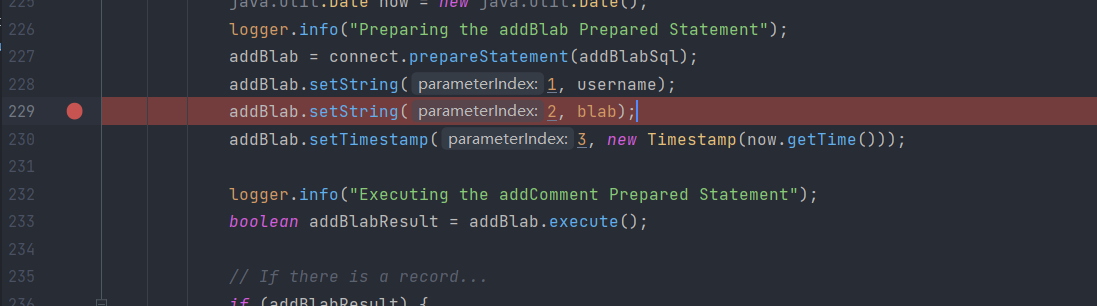 225 java.util.Date now = new java.util.Date();
226 logger.info("Preparing the addBlab Prepared Statement");
227 addBlab = connect.prepareStatement(addBlabSql);
228 addBlab.setString( parameterIndex: 1, username);
229 addBlab.setString( parameterIndex: 2, blab);
230 addBlab.setTimestamp( parameterIndex: 3, new Timestamp(now.getTime()));
231
232 logger.info("Executing the addComment Prepared Statement");
233 boolean addBlabResult = addBlab.execute();
234
235 // If there is a record...
236 if (addBlabResult) {